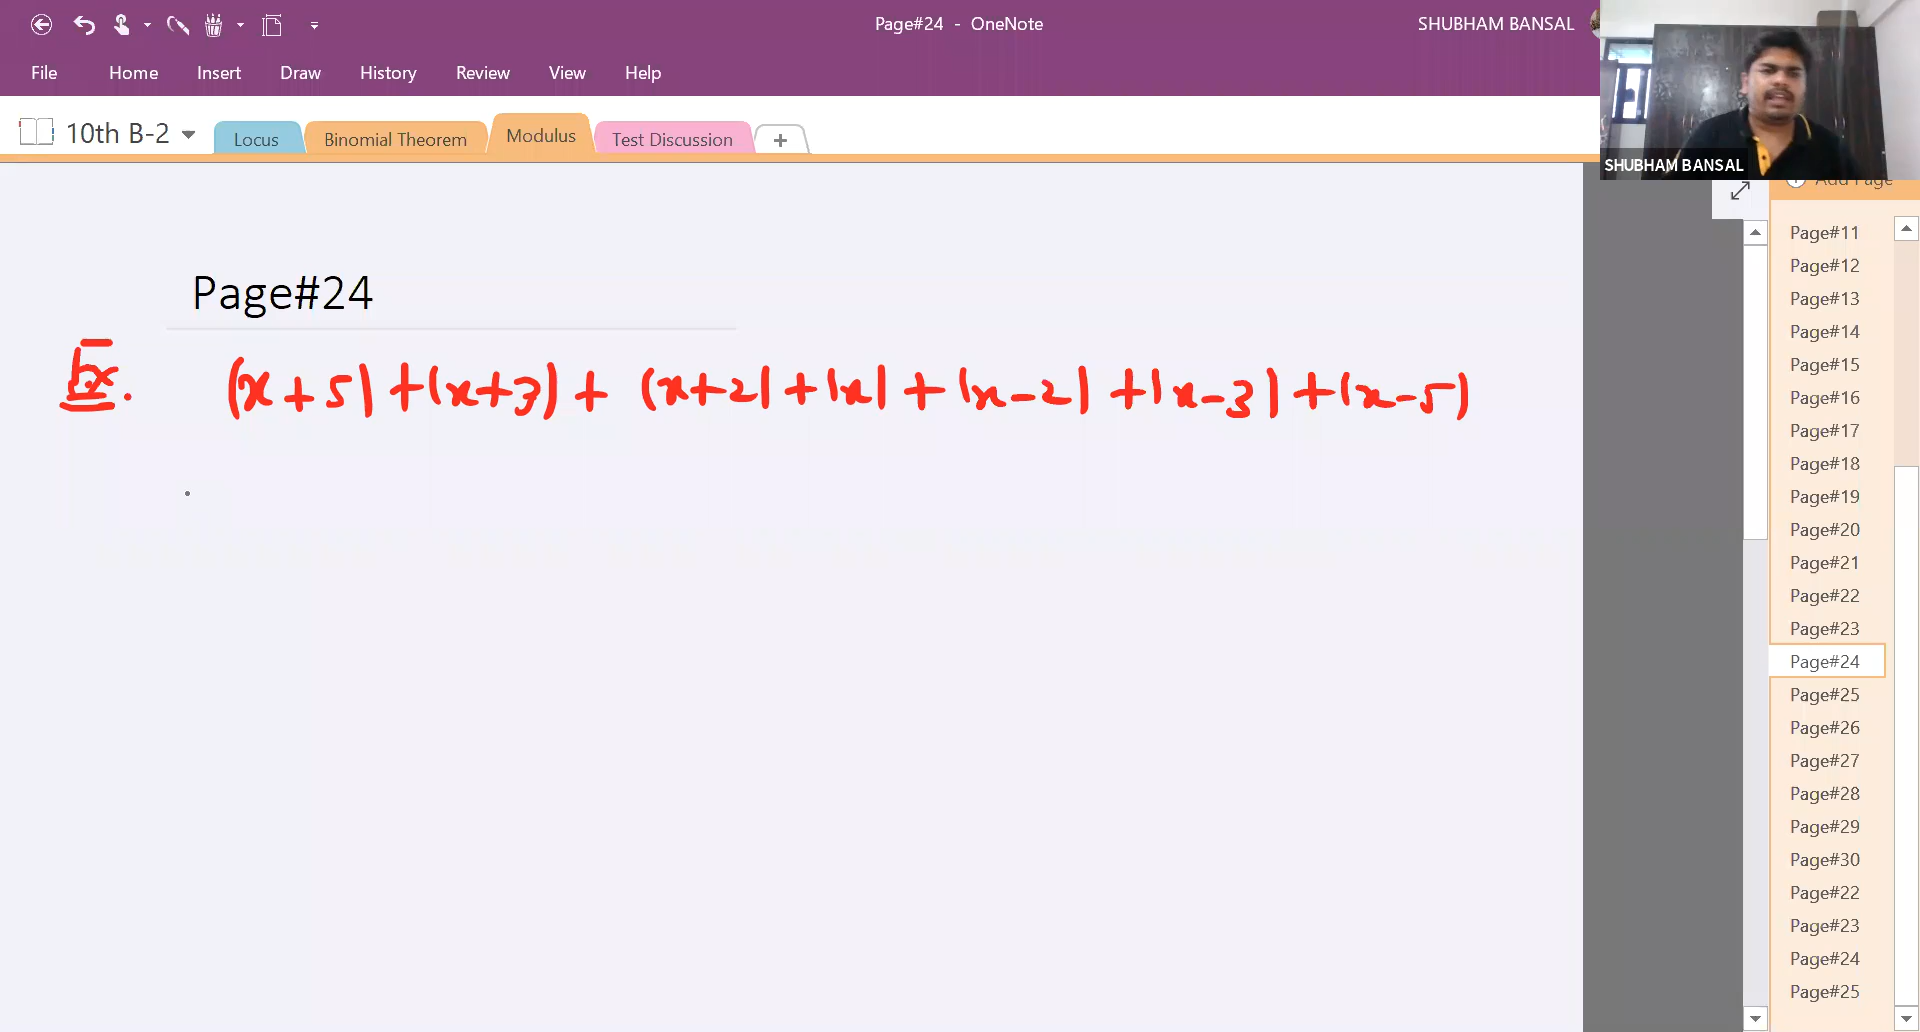 Page#24 - OneNote
SHUBHAM BANSAL
File Home Insert Draw History Review View Help
SHUBHAM BANSAL
10th B-2
Locus
Binomial Theorem
Modulus
Test Discussion
+
Add Page
Page#24
Ex. |x+5| + |x+3| + |x+2| + |x| + |x-2| + |x-3| + |x-5|
Page#11
Page#12
Page#13
Page#14
Page#15
Page#16
Page#17
Page#18
Page#19
Page#20
Page#21
Page#22
Page#23
Page#24
Page#25
Page#26
Page#27
Page#28
Page#29
Page#30
Page#22
Page#23
Page#24
Page#25